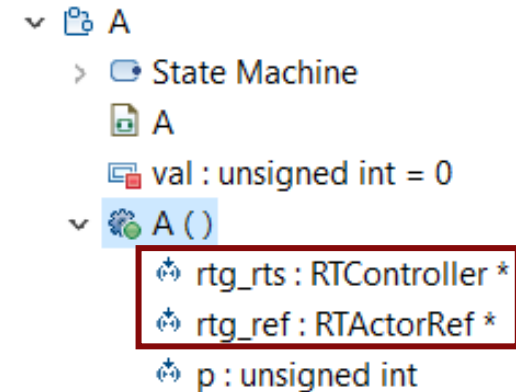 A
State Machine
A
val : unsigned int = 0
A ( )
rtg_rts : RTController *
rtg_ref : RTActorRef *
p : unsigned int